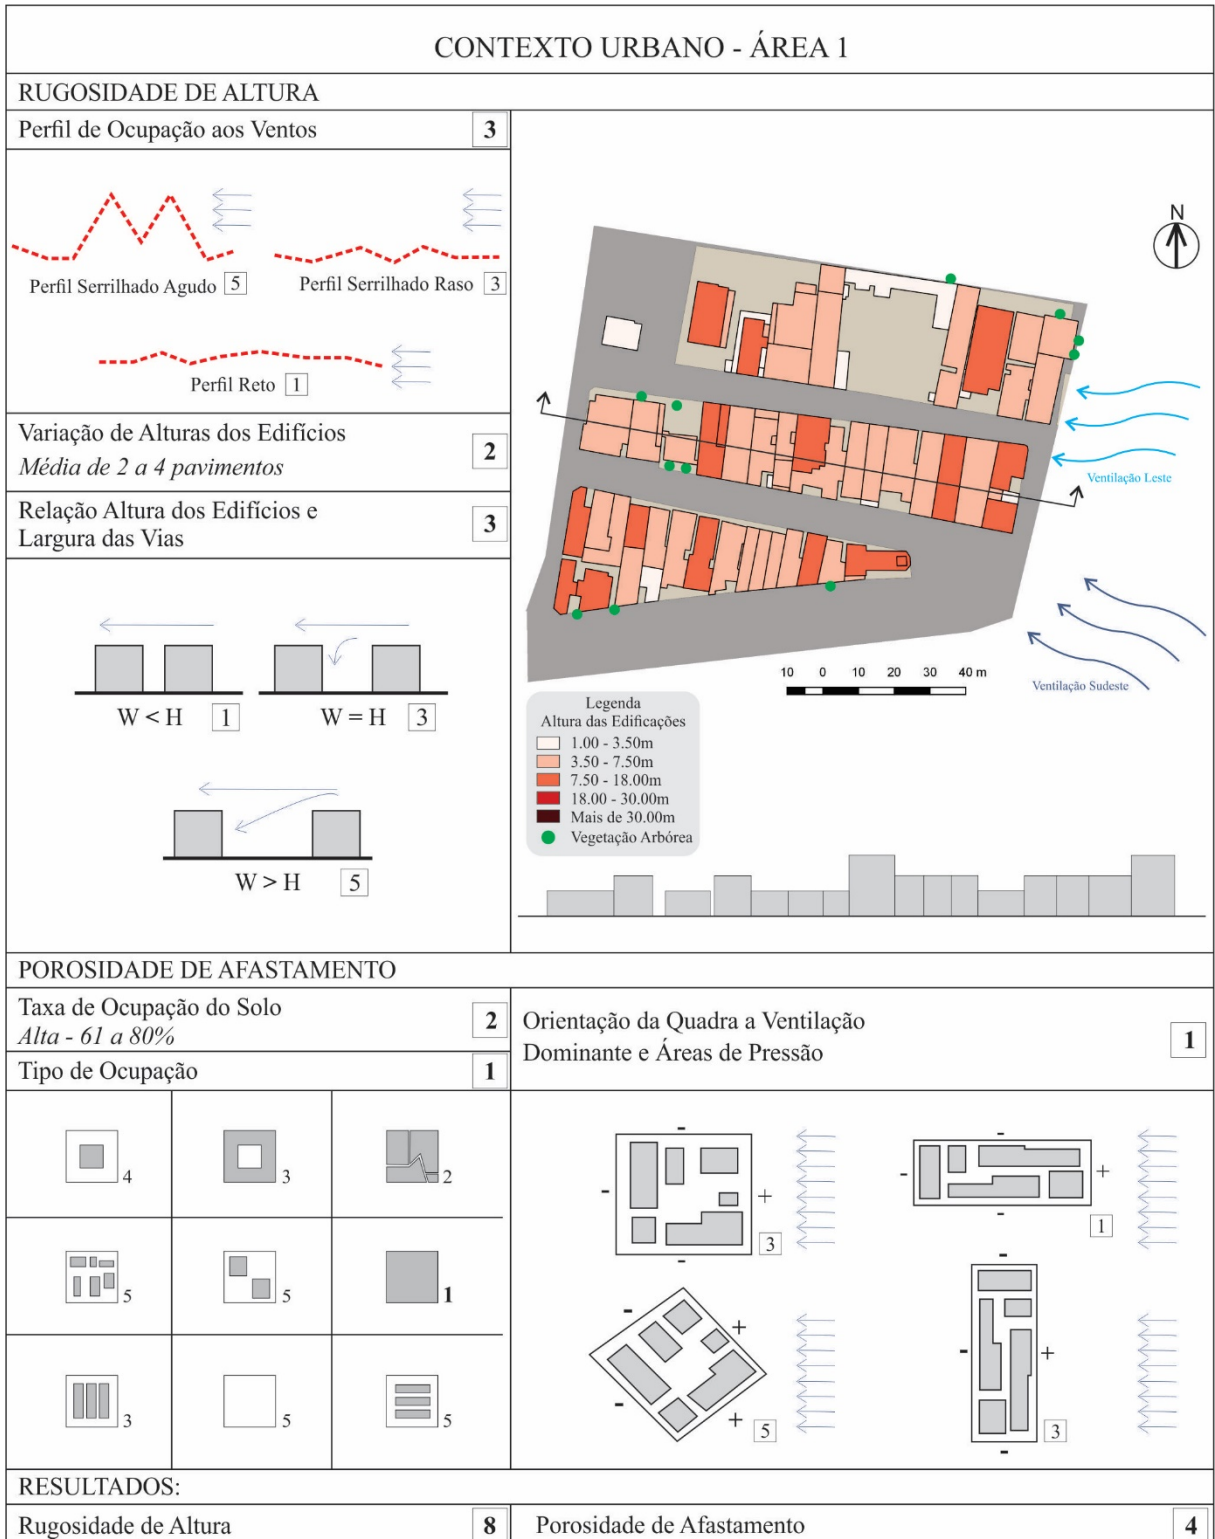 CONTEXTO URBANO - ÁREA 1
RUGOSIDADE DE ALTURA
Perfil de Ocupação aos Ventos 3
Perfil Serrilhado Agudo 5
Perfil Serrilhado Raso 3
Perfil Reto 1
Variação de Alturas dos Edifícios 2
Média de 2 a 4 pavimentos
Relação Altura dos Edifícios e
Largura das Vias 3
W < H 1
W = H 3
W > H 5
N
Ventilação Leste
Ventilação Sudeste
10 0 10 20 30 40 m
Legenda
Altura das Edificações
1.00 - 3.50m
3.50 - 7.50m
7.50 - 18.00m
18.00 - 30.00m
Mais de 30.00m
Vegetação Arbórea
POROSIDADE DE AFASTAMENTO
Taxa de Ocupação do Solo 2
Alta - 61 a 80%
Tipo de Ocupação 1
4
3
2
5
5
1
3
5
5
Orientação da Quadra a Ventilação
Dominante e Áreas de Pressão 1
-
- +
3
-
-
- +
-
1
- +
- +
5
- +
3
-
RESULTADOS:
Rugosidade de Altura 8
Porosidade de Afastamento 4